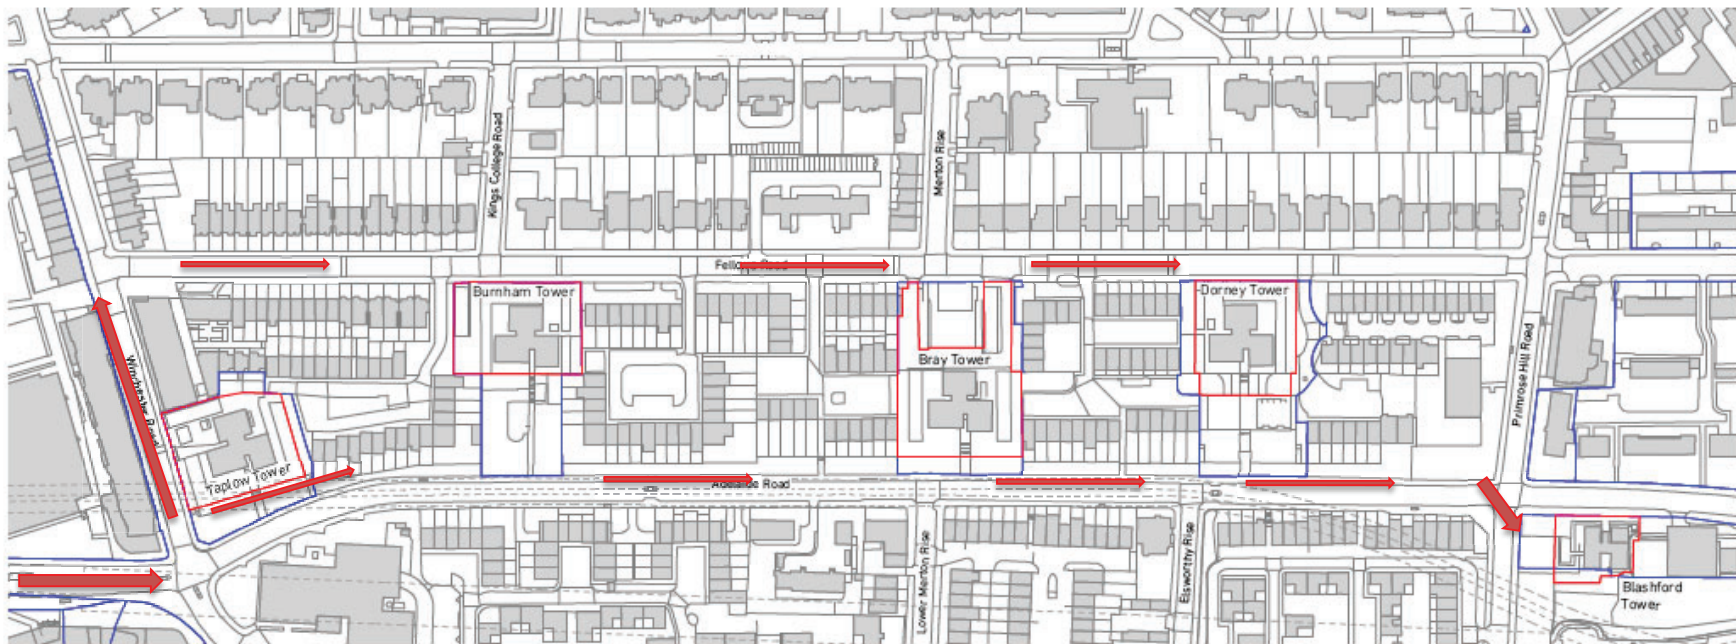 Kings College Road
Merton Rise
Fellows Road
Burnham Tower
Dorney Tower
Bray Tower
Winchester Road
Primrose Hill Road
Taplow Tower
Adelaide Road
Lower Merton Rise
Elsworthy Rise
Blashford
Tower